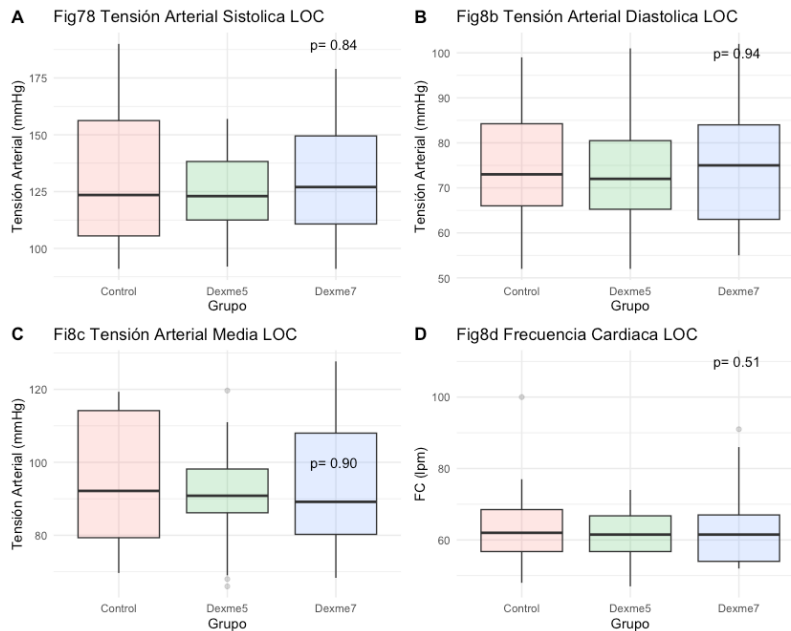 A Fig78 Tensión Arterial Sistolica LOC
p= 0.84
Tensión Arterial (mmHg)
175
150
125
100
Control Dexme5 Dexme7
Grupo
B Fig8b Tensión Arterial Diastolica LOC
p= 0.94
Tensión Arterial (mmHg)
100
90
80
70
60
50
Control Dexme5 Dexme7
Grupo
C Fi8c Tensión Arterial Media LOC
p= 0.90
Tensión Arterial (mmHg)
120
100
80
Control Dexme5 Dexme7
Grupo
D Fig8d Frecuencia Cardiaca LOC
p= 0.51
FC (lpm)
100
80
60
Control Dexme5 Dexme7
Grupo